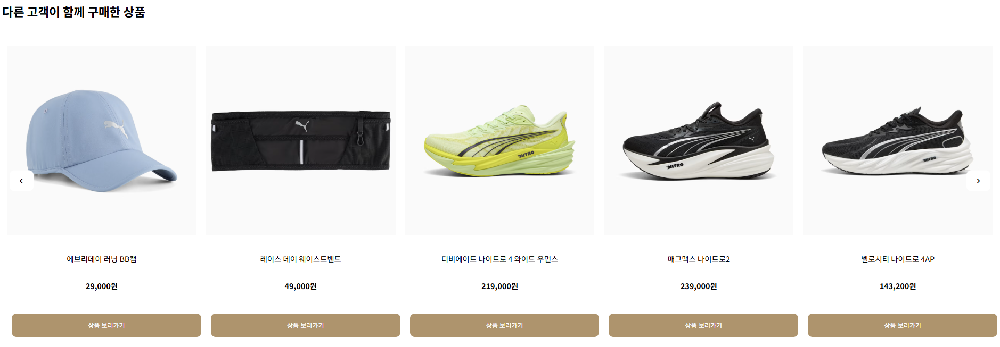 다른 고객이 함께 구매한 상품
NITRO
NITRO
NITRO
에브리데이 러닝 BB캡
레이스 데이 웨이스트밴드
디비에이트 나이트로 4 와이드 우먼스
매그맥스 나이트로2
벨로시티 나이트로 4AP
29,000원
49,000원
219,000원
239,000원
143,200원
상품 보러가기
상품 보러가기
상품 보러가기
상품 보러가기
상품 보러가기